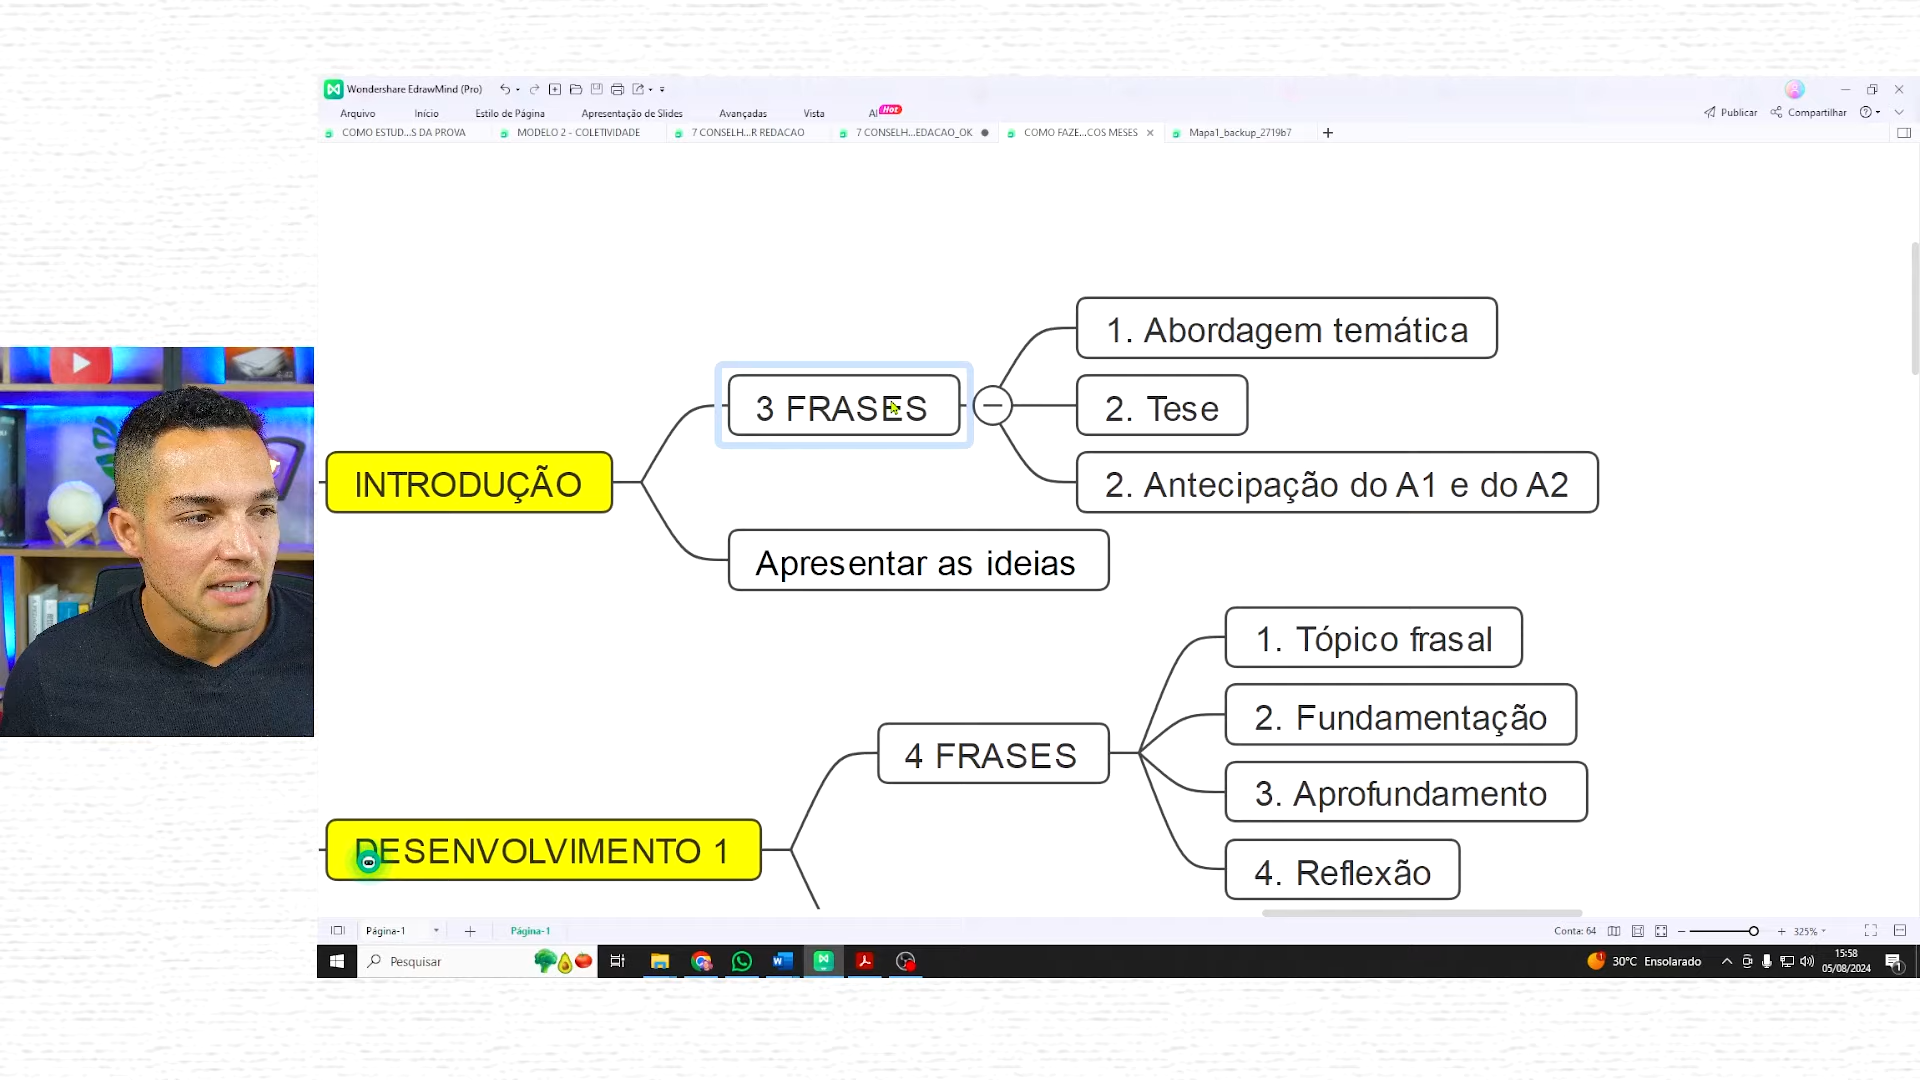 Wondershare EdrawMind (Pro)
Arquivo Início Estilo de Página Apresentação de Slides Avançadas Vista AI Hot
Publicar Compartilhar
COMO ESTUD...S DA PROVA MODELO 2 - COLETIVIDADE 7 CONSELH...R REDACAO 7 CONSELH...EDACAO_OK COMO FAZE...COS MESES Mapa1_backup_2719b7
1. Abordagem temática
3 FRASES
2. Tese
INTRODUÇÃO
2. Antecipação do A1 e do A2
Apresentar as ideias
1. Tópico frasal
2. Fundamentação
4 FRASES
3. Aprofundamento
DESENVOLVIMENTO 1
4. Reflexão
Página-1 Página-1 Conta: 64 325%
Pesquisar 30°C Ensolarado 15:58
05/08/2024